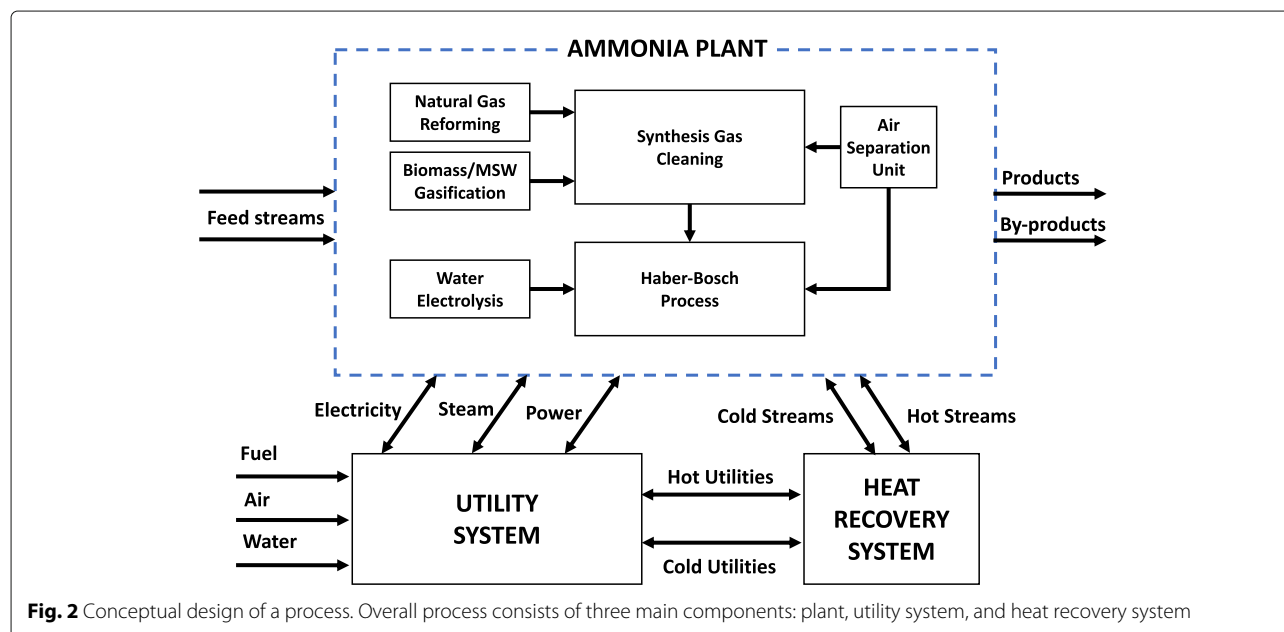 AMMONIA PLANT
Natural Gas
Reforming
Synthesis Gas
Cleaning
Air
Separation
Unit
Biomass/MSW
Gasification
Feed streams
Products
By-products
Water
Electrolysis
Haber-Bosch
Process
Electricity
Steam
Power
Cold Streams
Hot Streams
Fuel
Air
Water
UTILITY
SYSTEM
Hot Utilities
Cold Utilities
HEAT
RECOVERY
SYSTEM
Fig. 2 Conceptual design of a process. Overall process consists of three main components: plant, utility system, and heat recovery system